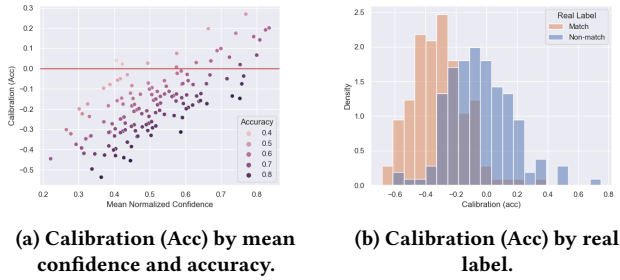 0.3
0.2
0.1
0.0
−0.1
−0.2
−0.3
−0.4
−0.5
Calibration (Acc)
0.2 0.3 0.4 0.5 0.6 0.7 0.8
Mean Normalized Confidence
Accuracy
0.4
0.5
0.6
0.7
0.8
(a) Calibration (Acc) by mean
confidence and accuracy.
2.5
2.0
1.5
1.0
0.5
0.0
Density
−0.6 −0.4 −0.2 0.0 0.2 0.4 0.6 0.8
Calibration (acc)
Real Label
Match
Non-match
(b) Calibration (Acc) by real
label.